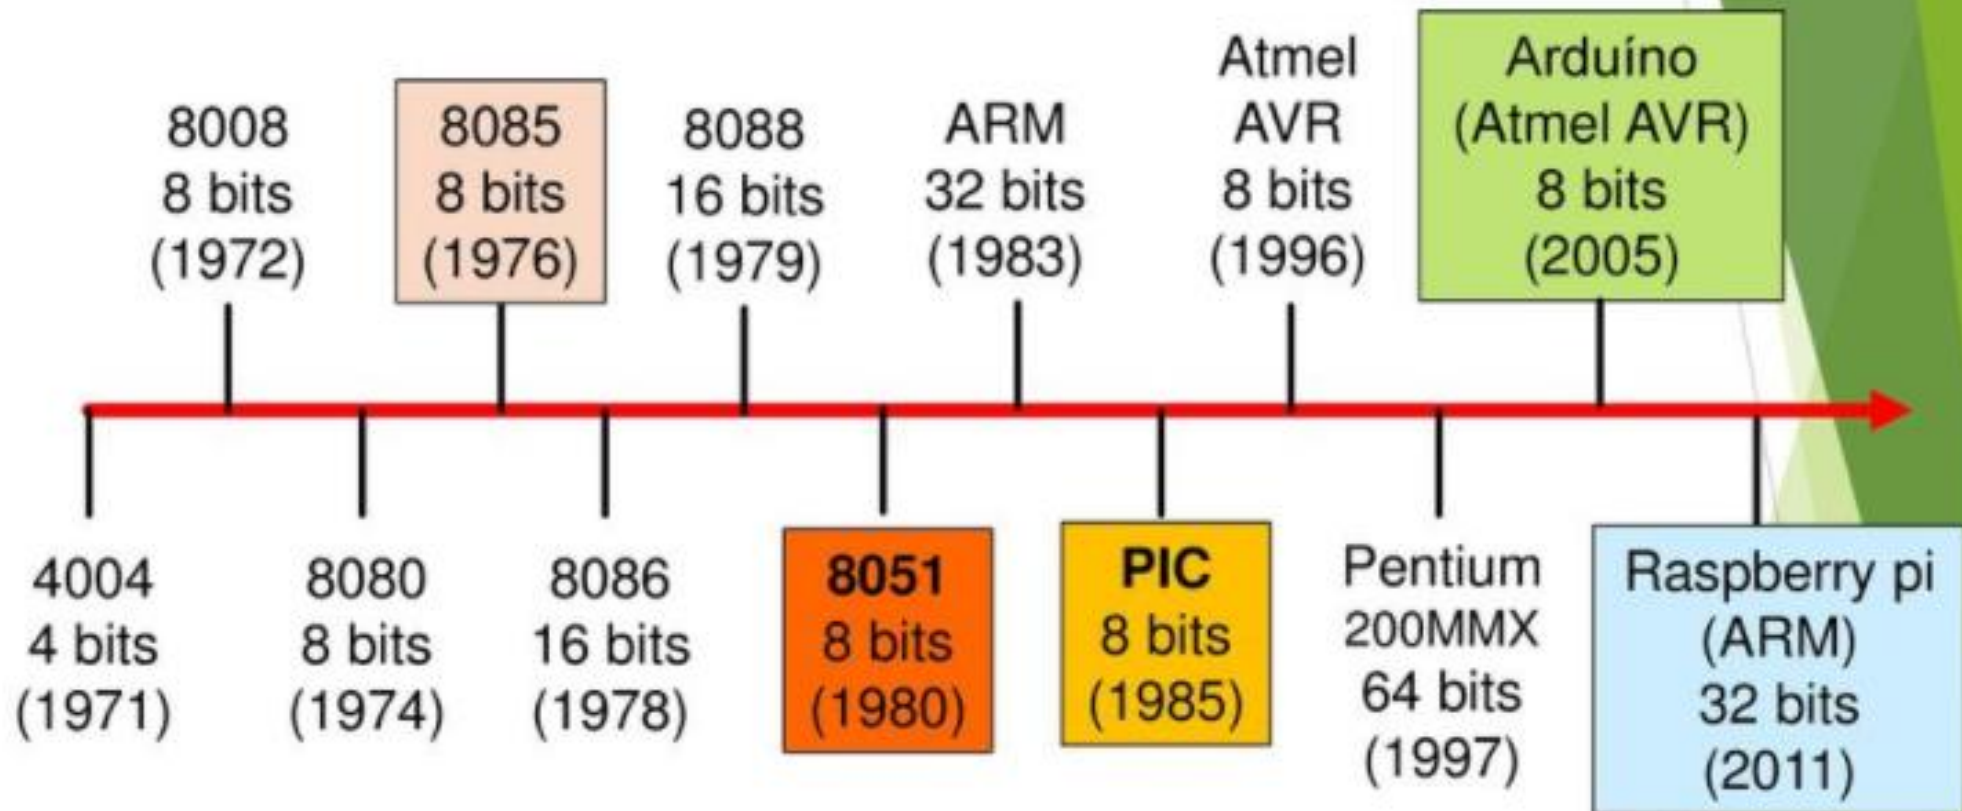 8008
8 bits
(1972)
8085
8 bits
(1976)
8088
16 bits
(1979)
ARM
32 bits
(1983)
Atmel
AVR
8 bits
(1996)
Arduíno
(Atmel AVR)
8 bits
(2005)
4004
4 bits
(1971)
8080
8 bits
(1974)
8086
16 bits
(1978)
8051
8 bits
(1980)
PIC
8 bits
(1985)
Pentium
200MMX
64 bits
(1997)
Raspberry pi
(ARM)
32 bits
(2011)